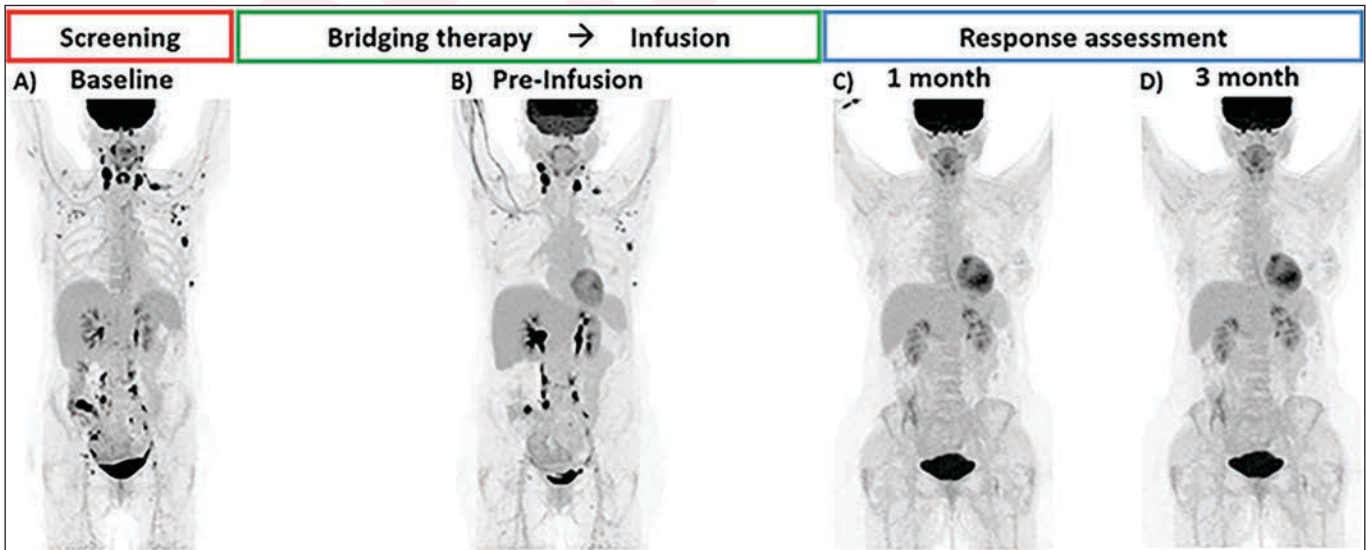 Screening
Bridging therapy → Infusion
Response assessment
A) Baseline
B) Pre-Infusion
C) 1 month
D) 3 month